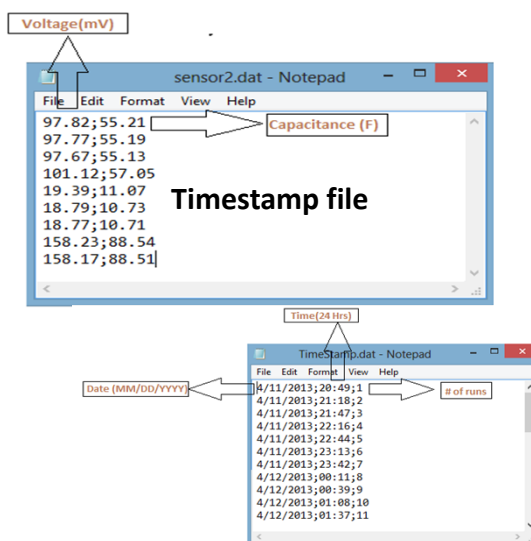 Voltage(mV)
sensor2.dat - Notepad
File Edit Format View Help
97.82;55.21
Capacitance (F)
97.77;55.19
97.67;55.13
101.12;57.05
19.39;11.07
18.79;10.73
18.77;10.71
158.23;88.54
158.17;88.51
Timestamp file
Time(24 Hrs)
TimeStamp.dat - Notepad
File Edit Format View Help
Date (MM/DD/YYYY)
4/11/2013;20:49;1
# of runs
4/11/2013;21:18;2
4/11/2013;21:47;3
4/11/2013;22:16;4
4/11/2013;22:44;5
4/11/2013;23:13;6
4/11/2013;23:42;7
4/12/2013;00:11;8
4/12/2013;00:39;9
4/12/2013;01:08;10
4/12/2013;01:37;11